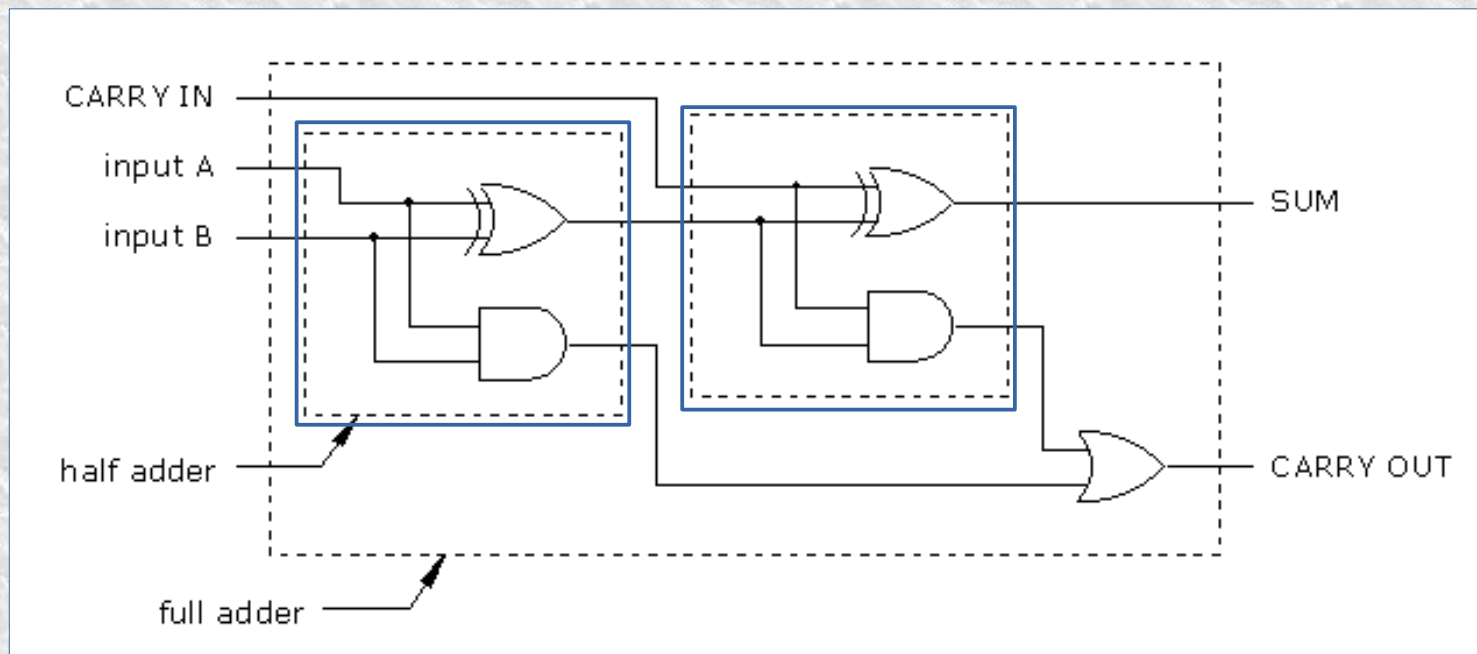 CARRY IN
input A
input B
SUM
half adder
CARRY OUT
full adder